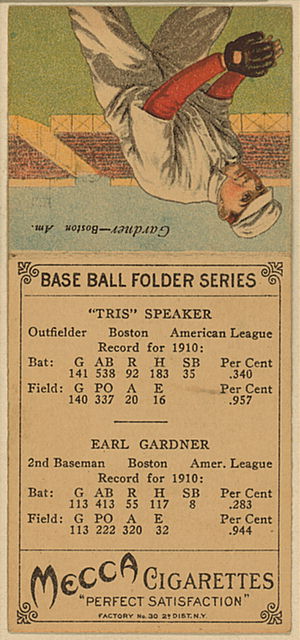 Gardner—Boston Am.
BASE BALL FOLDER SERIES
"TRIS" SPEAKER
Outfielder Boston American League
Record for 1910:
Bat: G AB R H SB Per Cent
141 538 92 183 35 .340
Field: G PO A E Per Cent
140 337 20 16 .957
EARL GARDNER
2nd Baseman Boston Amer. League
Record for 1910:
Bat: G AB R H SB Per Cent
113 413 55 117 8 .283
Field: G PO A E Per Cent
113 222 320 32 .944
MECCA CIGARETTES
"PERFECT SATISFACTION"
FACTORY No. 30 2D DIST. N.Y.